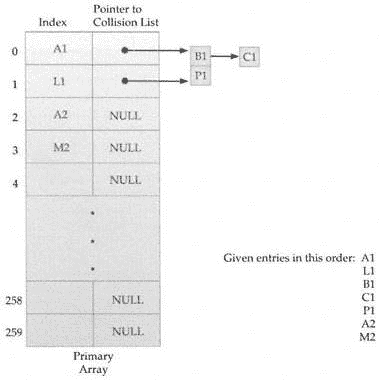 Pointer to
Index Collision List
0 A1 B1 C1
1 L1 P1
2 A2 NULL
3 M2 NULL
4 NULL
258 NULL
259 NULL
Primary
Array
Given entries in this order: A1
L1
B1
C1
P1
A2
M2